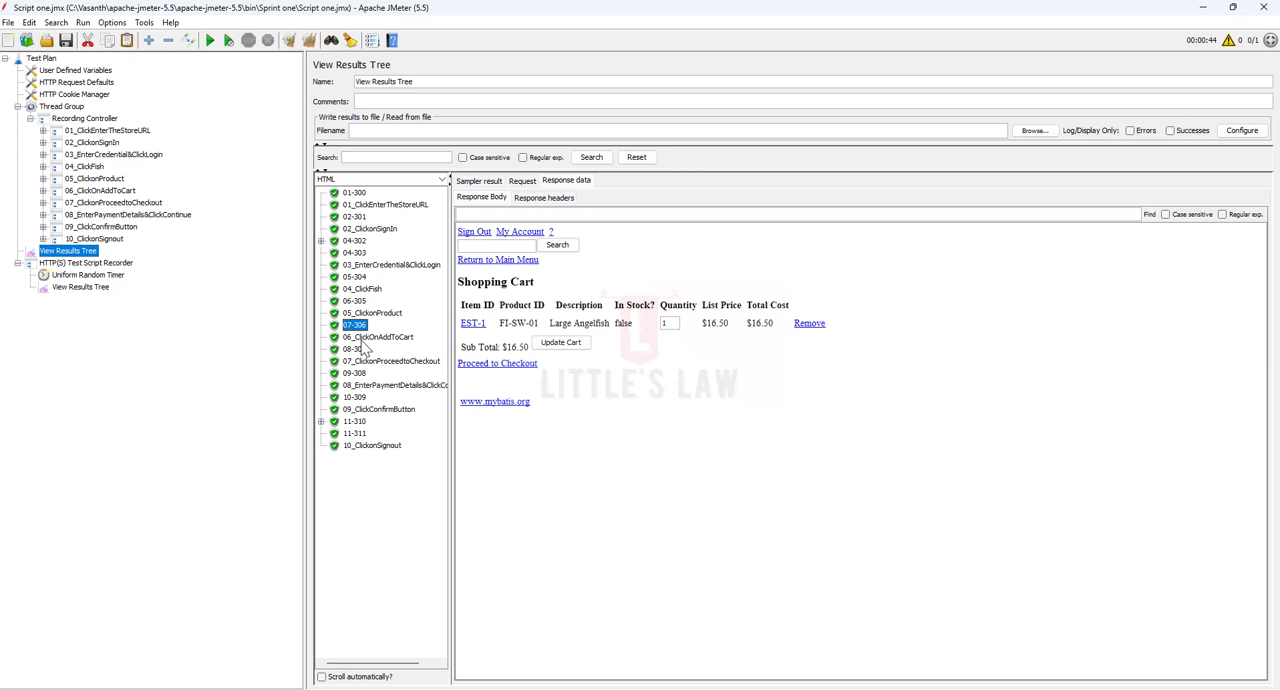 Script one.jmx (C:\Vasanth\apache-jmeter-5.5\apache-jmeter-5.5\bin\Sprint one\Script one.jmx) - Apache JMeter (5.5)
File Edit Search Run Options Tools Help
00:00:44 0 0/1
Test Plan
User Defined Variables
HTTP Request Defaults
HTTP Cookie Manager
Thread Group
Recording Controller
01_ClickEnterTheStoreURL
02_ClickonSignIn
03_EnterCredential&ClickLogin
04_ClickFish
05_ClickonProduct
06_ClickOnAddToCart
07_ClickonProceedtoCheckout
08_EnterPaymentDetails&ClickContinue
09_ClickConfirmButton
10_ClickonSignout
View Results Tree
HTTP(S) Test Script Recorder
Uniform Random Timer
View Results Tree
View Results Tree
Name: View Results Tree
Comments:
Write results to file / Read from file
Filename Browse... Log/Display Only: Errors Successes Configure
Search: Case sensitive Regular exp. Search Reset
HTML
01-300
01_ClickEnterTheStoreURL
02-301
02_ClickonSignIn
04-302
04-303
03_EnterCredential&ClickLogin
05-304
04_ClickFish
06-305
05_ClickonProduct
07-306
06_ClickOnAddToCart
08-30
07_ClickonProceedtoCheckout
09-308
08_EnterPaymentDetails&ClickCo
10-309
09_ClickConfirmButton
11-310
11-311
10_ClickonSignout
Scroll automatically?
Sampler result Request Response data
Response Body Response headers
Find Case sensitive Regular exp.
Sign Out My Account ?
Search
Return to Main Menu
Shopping Cart
Item ID Product ID Description In Stock? Quantity List Price Total Cost
EST-1 FI-SW-01 Large Angelfish false 1 $16.50 $16.50 Remove
Sub Total: $16.50 Update Cart
Proceed to Checkout
LITTLE'S LAW
www.mybatis.org